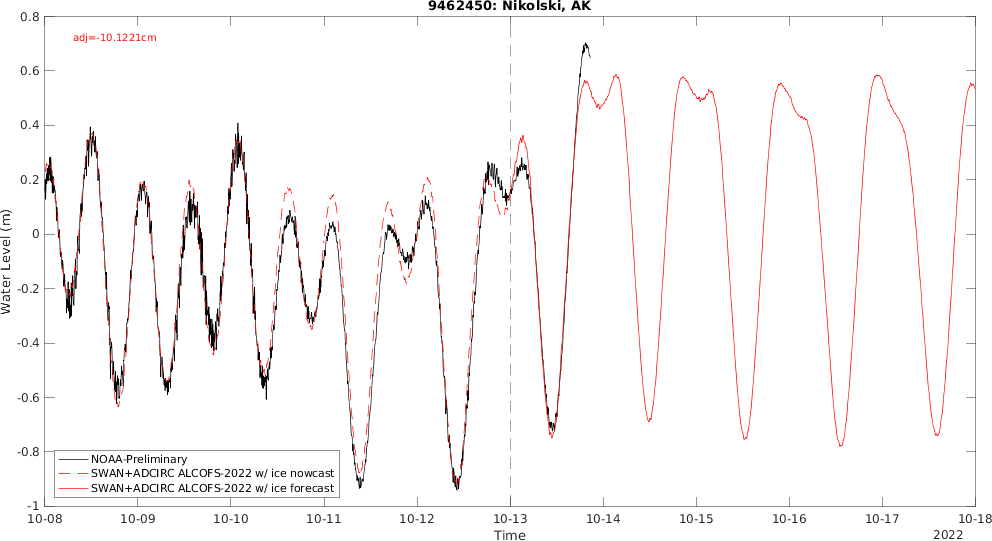 9462450: Nikolski, AK
adj=-10.1221cm
Water Level (m)
0.8
0.6
0.4
0.2
0
-0.2
-0.4
-0.6
-0.8
-1
NOAA-Preliminary
SWAN+ADCIRC ALCOFS-2022 w/ ice nowcast
SWAN+ADCIRC ALCOFS-2022 w/ ice forecast
10-08 10-09 10-10 10-11 10-12 10-13 10-14 10-15 10-16 10-17 10-18
Time
2022